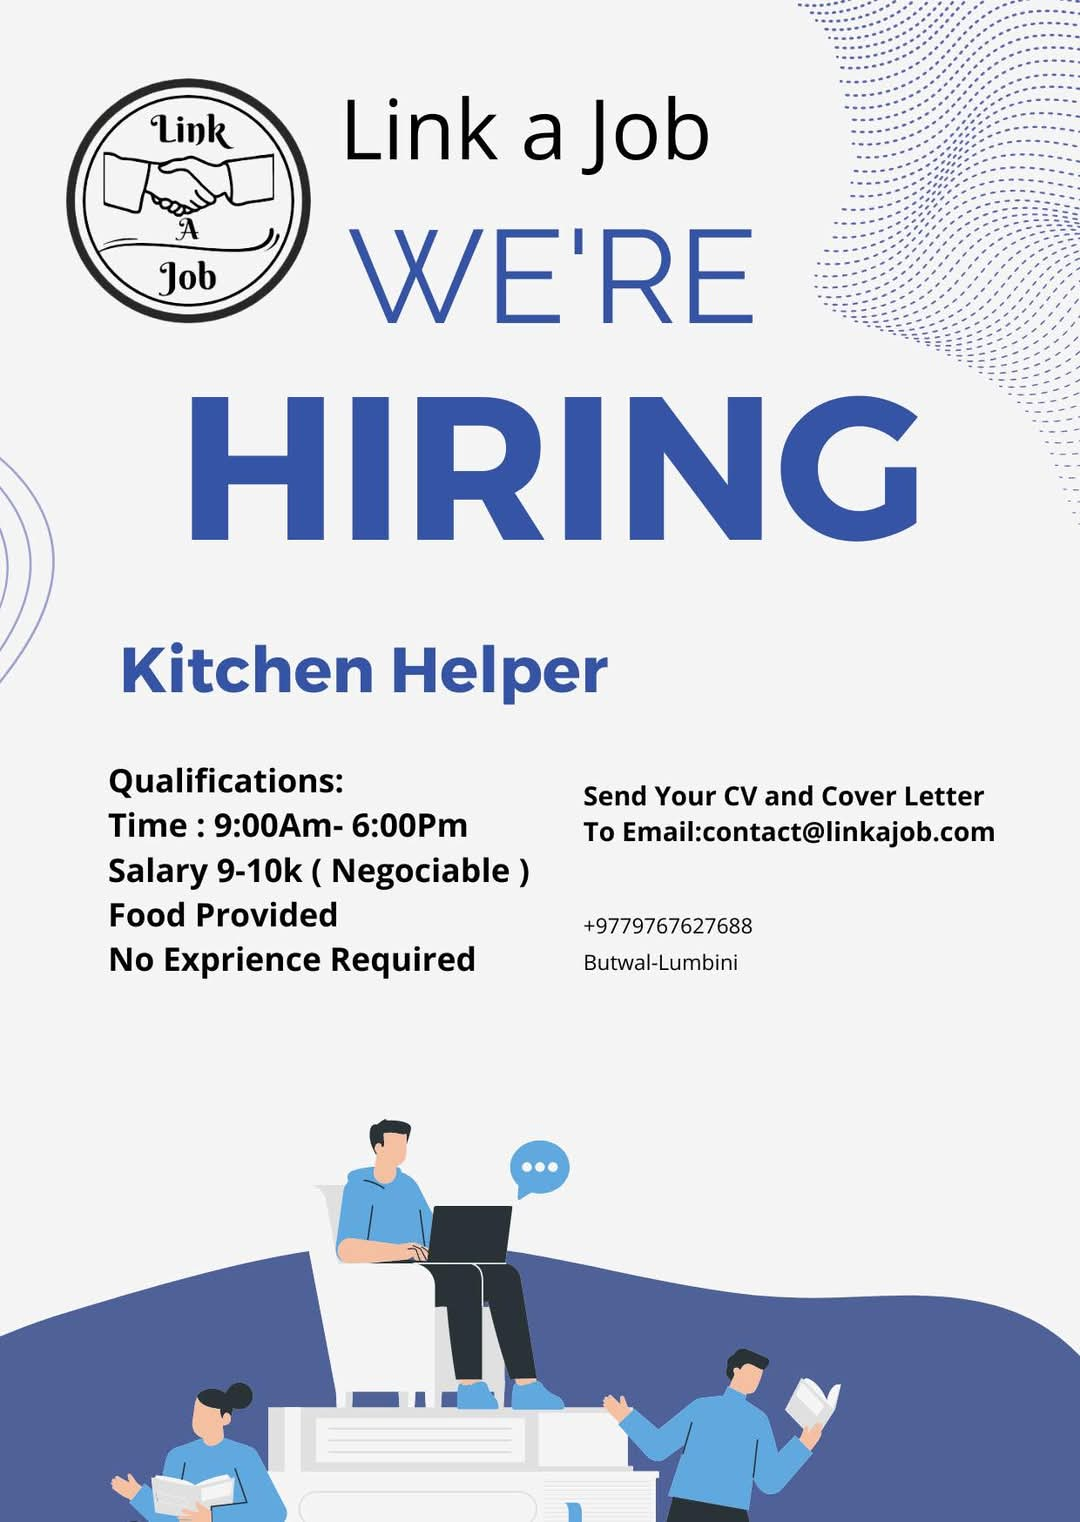 Link
A
Job
Link a Job
WE'RE
HIRING
Kitchen Helper
Qualifications:
Time : 9:00Am- 6:00Pm
Salary 9-10k ( Negociable )
Food Provided
No Exprience Required
Send Your CV and Cover Letter
To Email:contact@linkajob.com
+9779767627688
Butwal-Lumbini